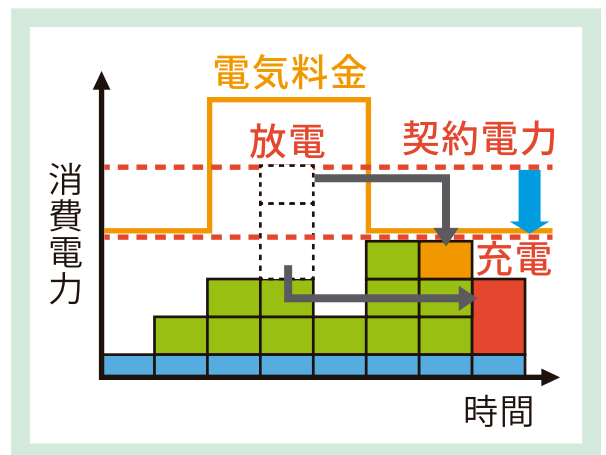 電気料金
放電
契約電力
消費電力
充電
時間